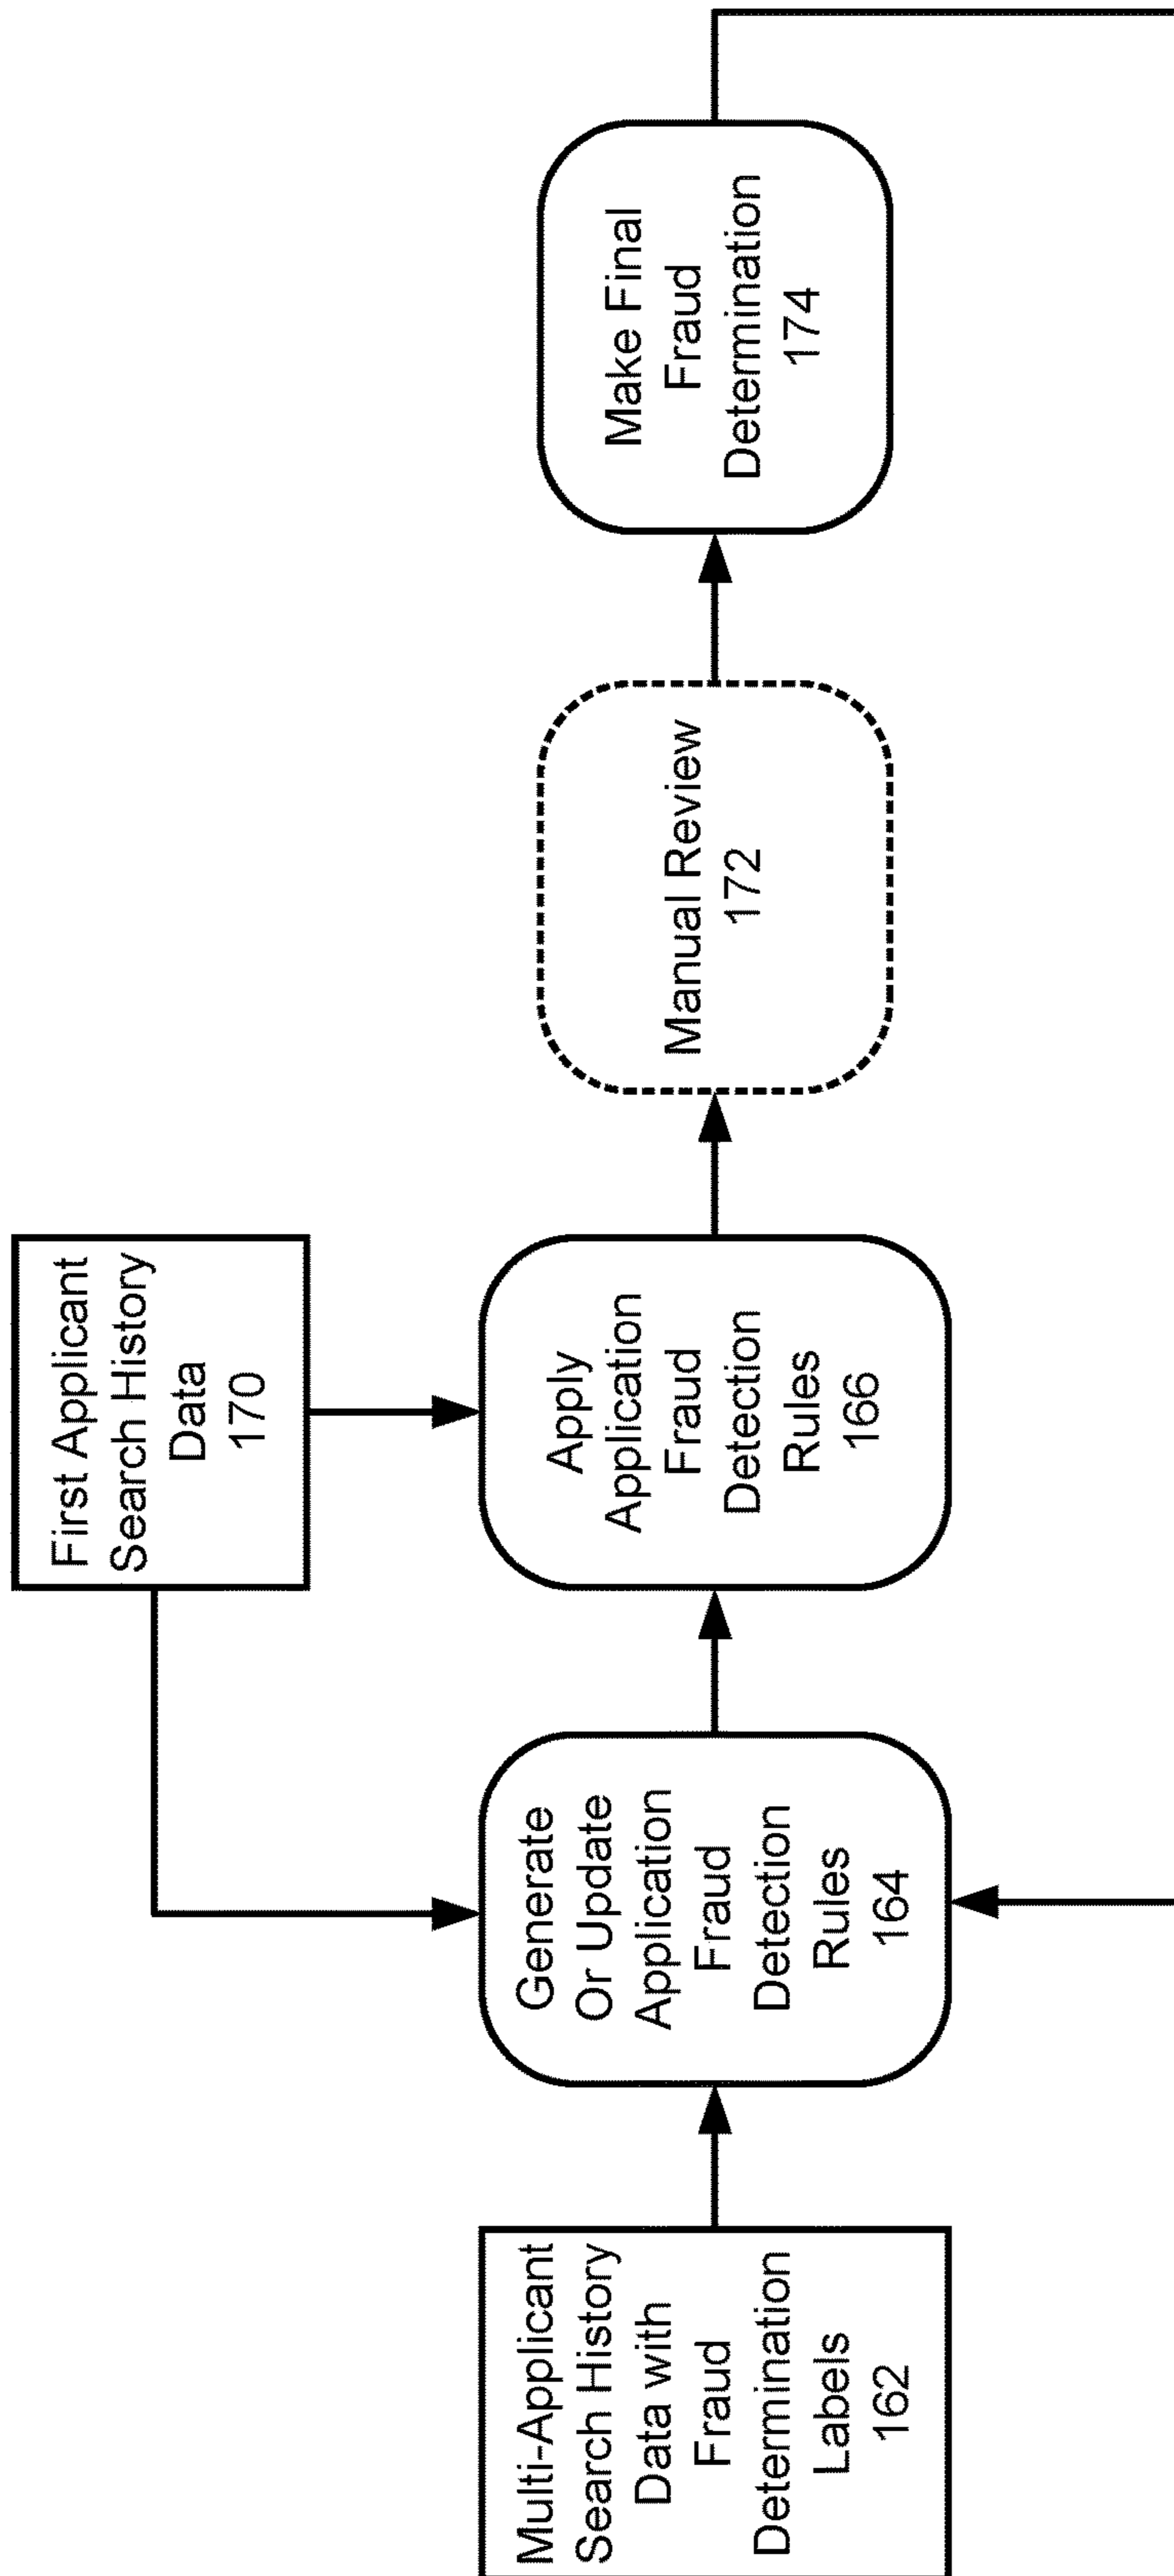 First Applicant
Search History
Data
170
Multi-Applicant
Search History
Data with
Fraud
Determination
Labels
162
Generate
Or Update
Application
Fraud
Detection
Rules
164
Apply
Application
Fraud
Detection
Rules
166
Manual Review
172
Make Final
Fraud
Determination
174